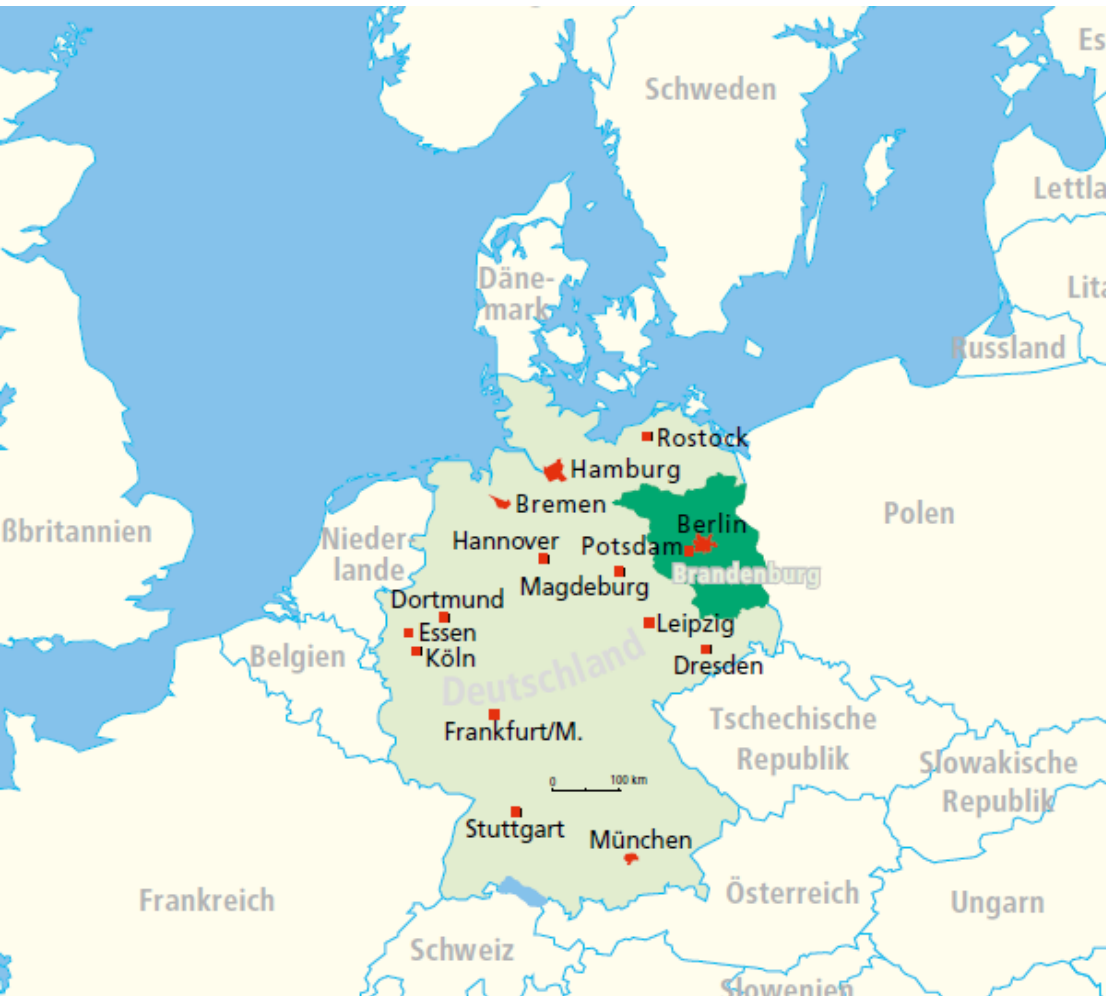 Es
Schweden
Lettla
Däne-
mark
Lita
Russland
Rostock
Hamburg
Bremen
ßbritannien
Polen
Nieder-
lande
Hannover
Berlin
Potsdam
Brandenburg
Magdeburg
Dortmund
Essen
Leipzig
Belgien
Köln
Dresden
Deutschland
Tschechische
Republik
Frankfurt/M.
Slowakische
Republik
0 100 km
Stuttgart
München
Frankreich
Österreich
Ungarn
Schweiz
Slowenien